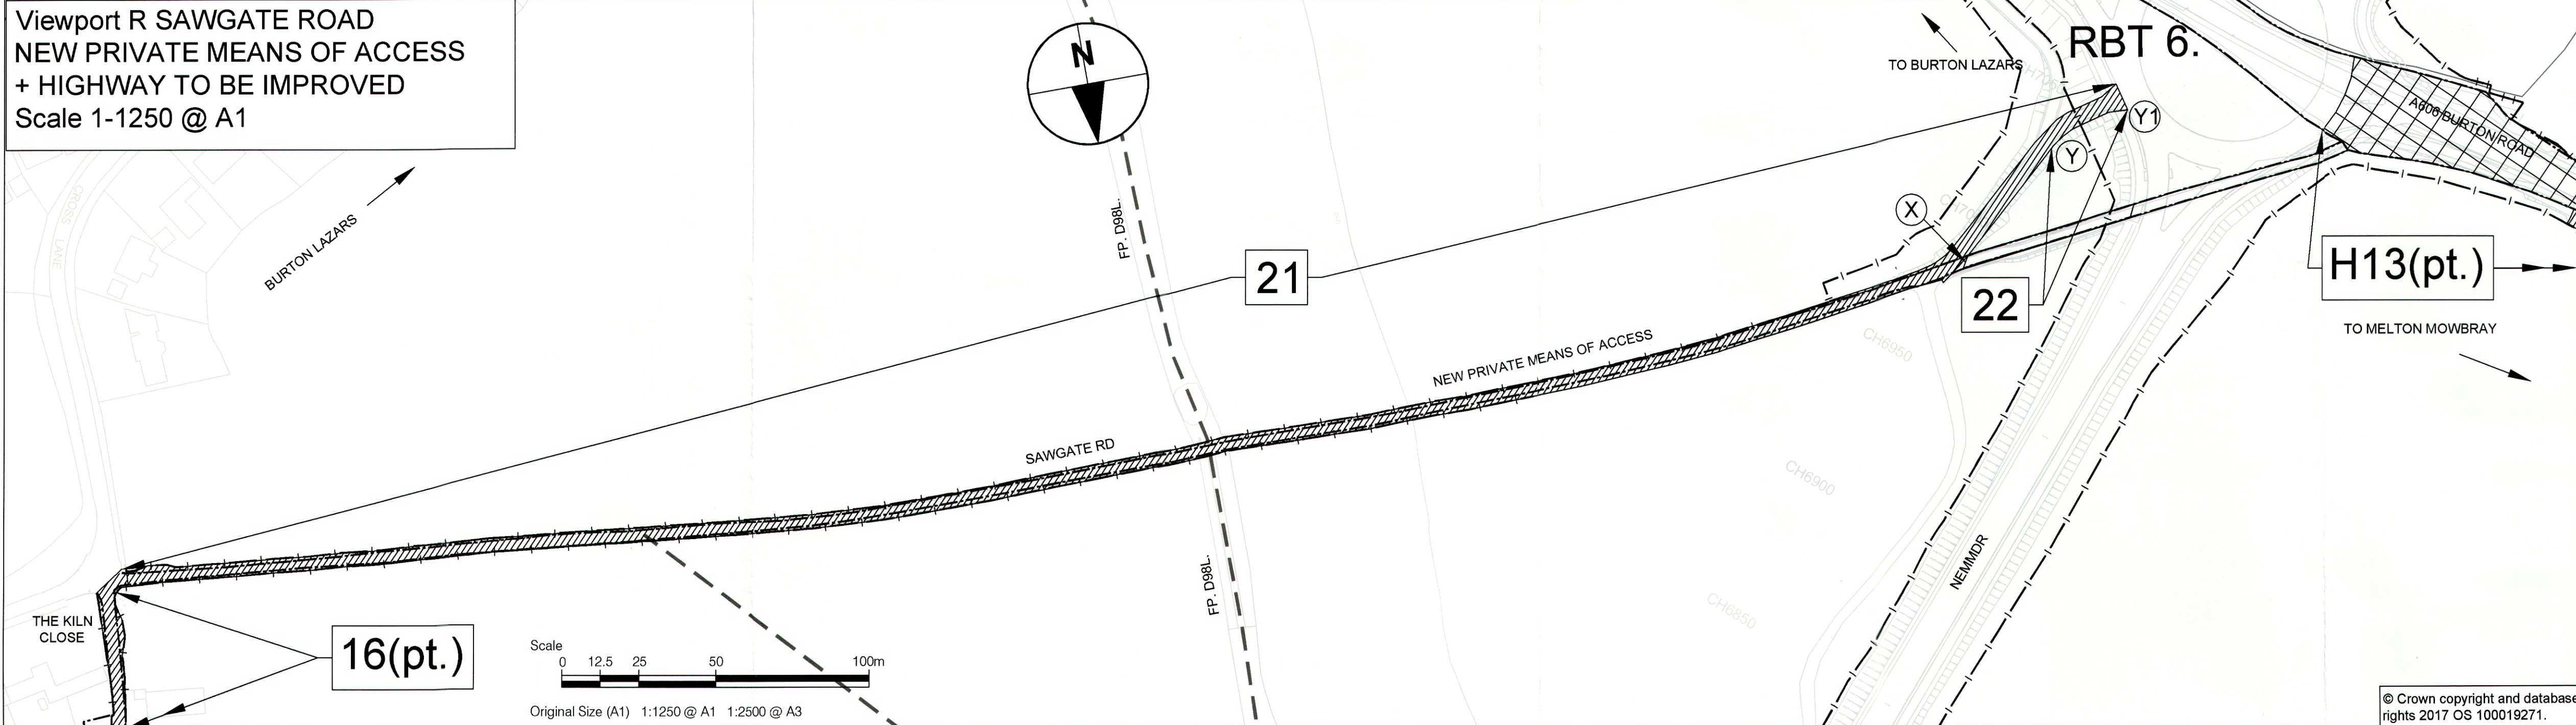 Viewport R SAWGATE ROAD
NEW PRIVATE MEANS OF ACCESS
+ HIGHWAY TO BE IMPROVED
Scale 1-1250 @ A1
N
TO BURTON LAZARS
RBT 6.
A606 BURTON ROAD
Y1
Y
X
CROSS LANE
BURTON LAZARS
FP. D98L.
21
22
H13(pt.)
TO MELTON MOWBRAY
NEW PRIVATE MEANS OF ACCESS
CH6950
SAWGATE RD
CH6900
NEMMDR
FP. D98L.
CH6850
THE KILN
CLOSE
16(pt.)
Scale
0 12.5 25 50 100m
Original Size (A1) 1:1250 @ A1 1:2500 @ A3
© Crown copyright and database
rights 2017 OS 100019271.